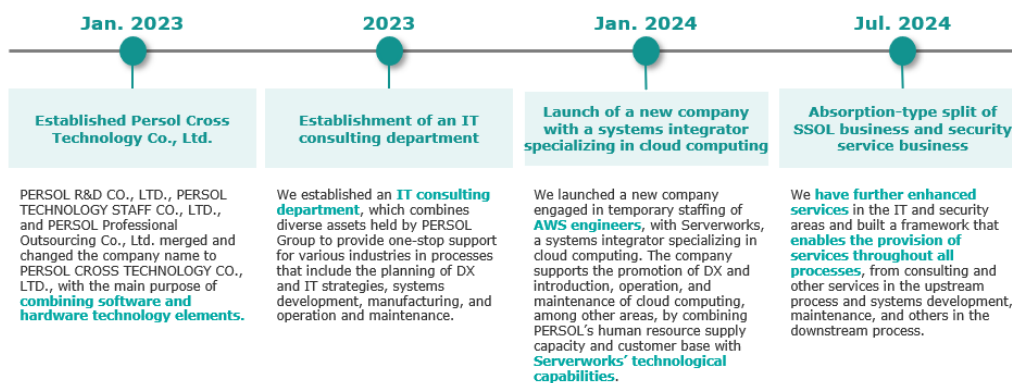 Jan. 2023
2023
Jan. 2024
Jul. 2024
Established Persol Cross
Technology Co., Ltd.
Establishment of an IT
consulting department
Launch of a new company
with a systems integrator
specializing in cloud computing
Absorption-type split of
SSOL business and security
service business
PERSOL R&D CO., LTD., PERSOL
TECHNOLOGY STAFF CO., LTD.,
and PERSOL Professional
Outsourcing Co., Ltd. merged and
changed the company name to
PERSOL CROSS TECHNOLOGY CO.,
LTD., with the main purpose of
combining software and
hardware technology elements.
We established an IT consulting
department, which combines
diverse assets held by PERSOL
Group to provide one-stop support
for various industries in processes
that include the planning of DX
and IT strategies, systems
development, manufacturing, and
operation and maintenance.
We launched a new company
engaged in temporary staffing of
AWS engineers, with Serverworks,
a systems integrator specializing in
cloud computing. The company
supports the promotion of DX and
introduction, operation, and
maintenance of cloud computing,
among other areas, by combining
PERSOL's human resource supply
capacity and customer base with
Serverworks' technological
capabilities.
We have further enhanced
services in the IT and security
areas and built a framework that
enables the provision of
services throughout all
processes, from consulting and
other services in the upstream
process and systems development,
maintenance, and others in the
downstream process.